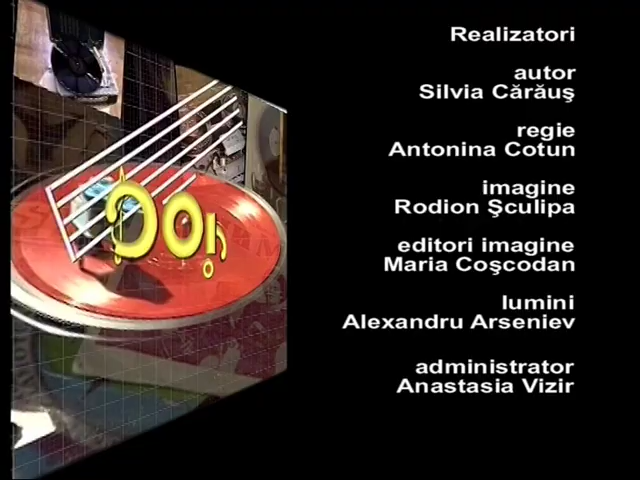 Realizatori
autor
Silvia Cărăuş
regie
Antonina Cotun
imagine
Rodion Şculipa
editori imagine
Maria Coşcodan
lumini
Alexandru Arseniev
administrator
Anastasia Vizir